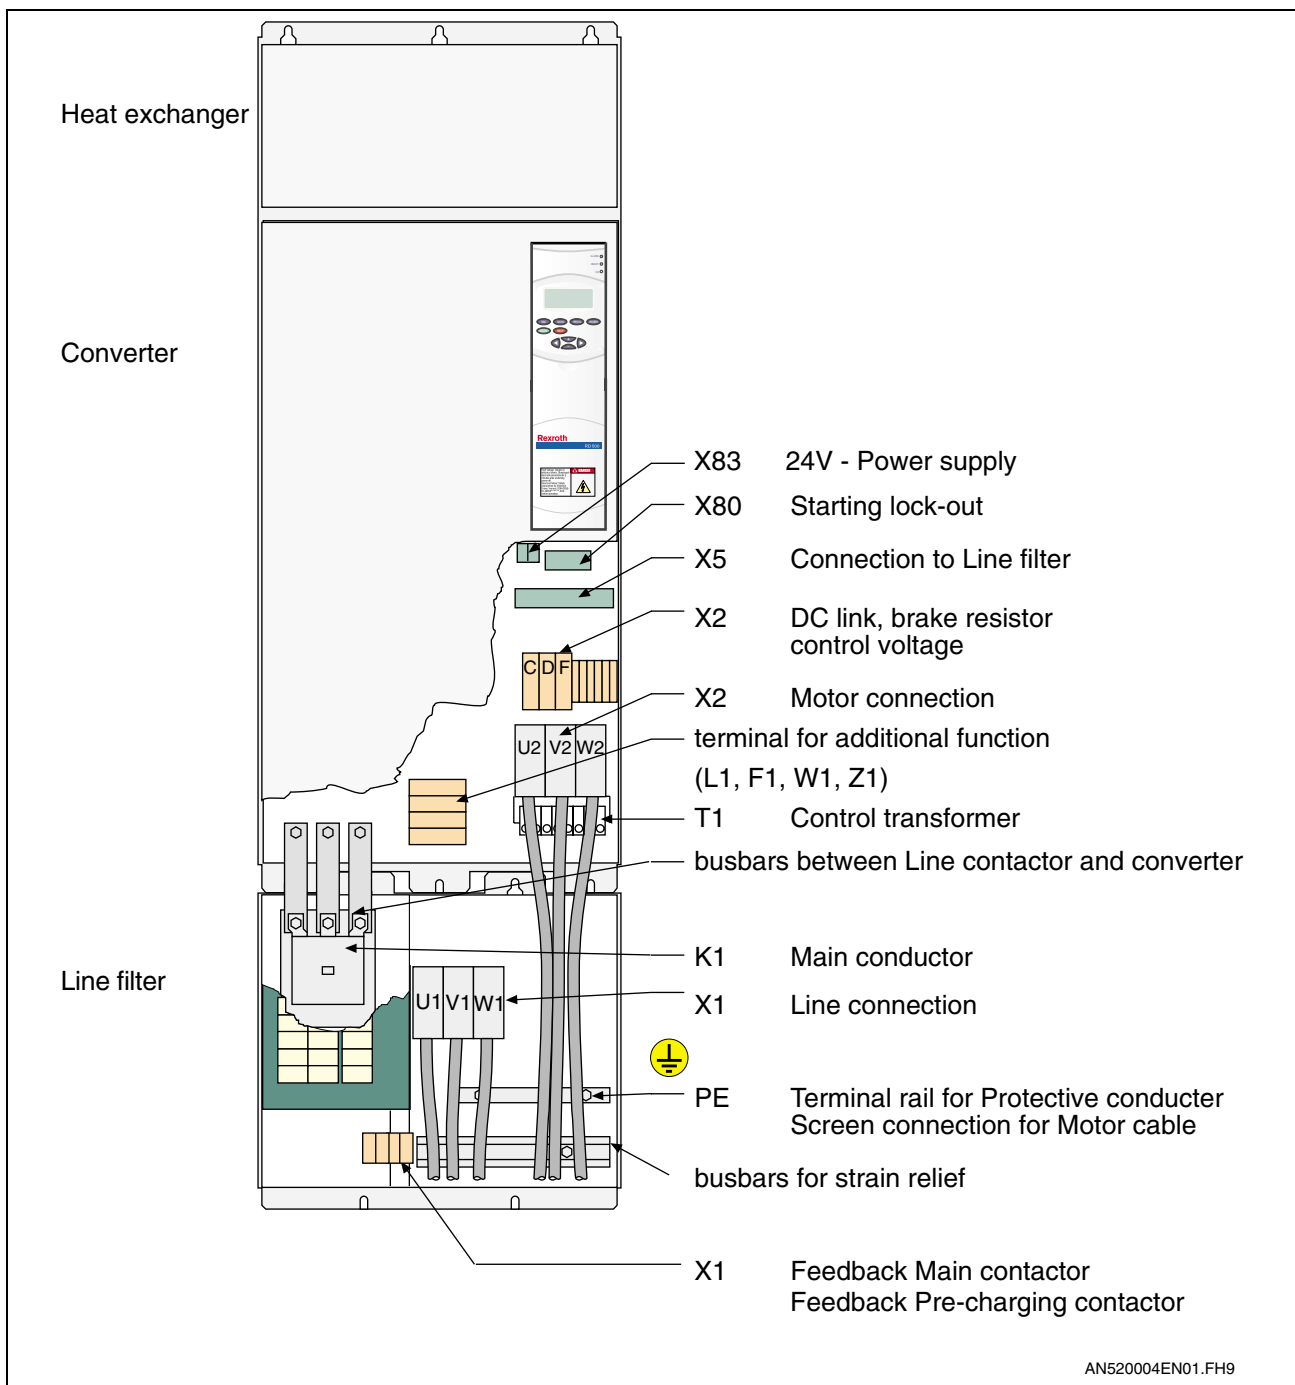 Heat exchanger
Converter
Rexroth
RD 500
X83 24V - Power supply
X80 Starting lock-out
X5 Connection to Line filter
X2 DC link, brake resistor
control voltage
C D F
X2 Motor connection
U2 V2 W2
terminal for additional function
(L1, F1, W1, Z1)
T1 Control transformer
busbars between Line contactor and converter
Line filter
K1 Main conductor
U1 V1 W1
X1 Line connection
PE Terminal rail for Protective conducter
Screen connection for Motor cable
busbars for strain relief
X1 Feedback Main contactor
Feedback Pre-charging contactor
AN520004EN01.FH9